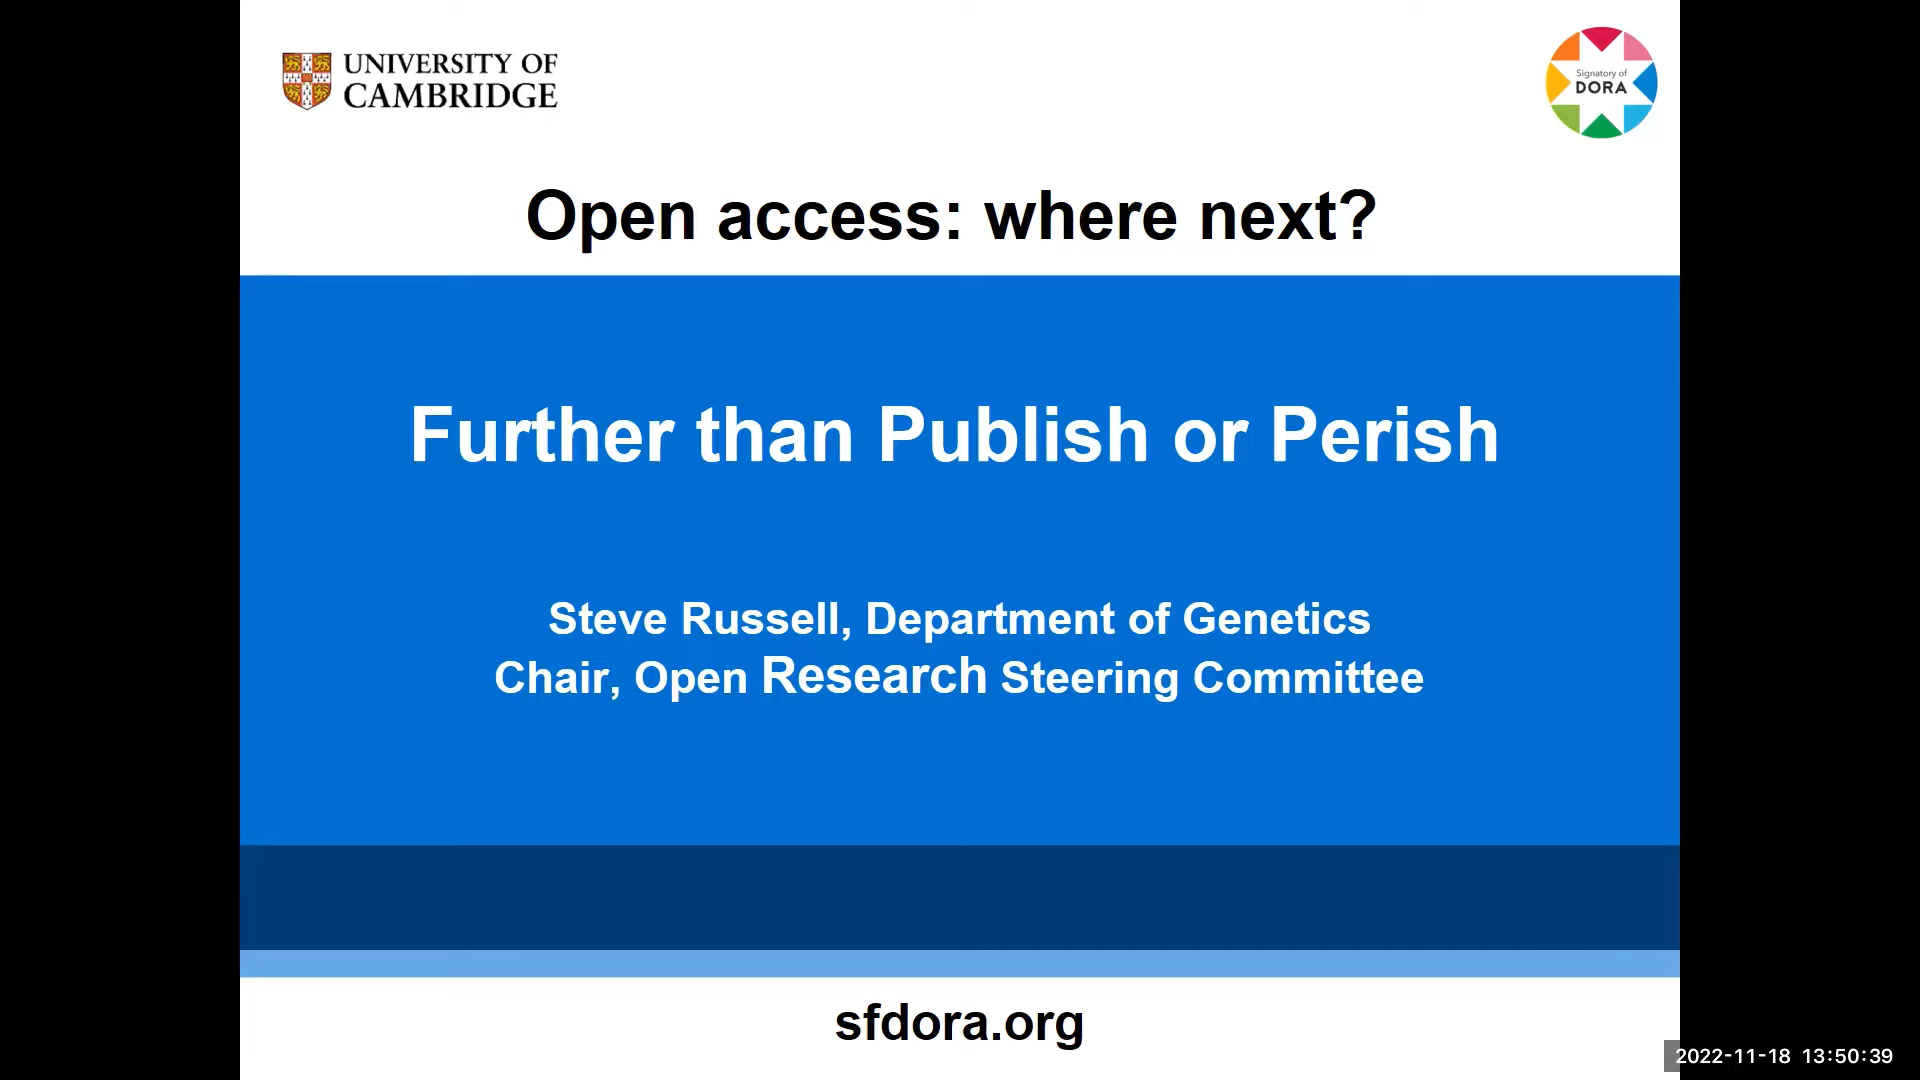 UNIVERSITY OF
CAMBRIDGE
Signatory of
DORA
Open access: where next?
Further than Publish or Perish
Steve Russell, Department of Genetics
Chair, Open Research Steering Committee
sfdora.org
2022-11-18 13:50:39